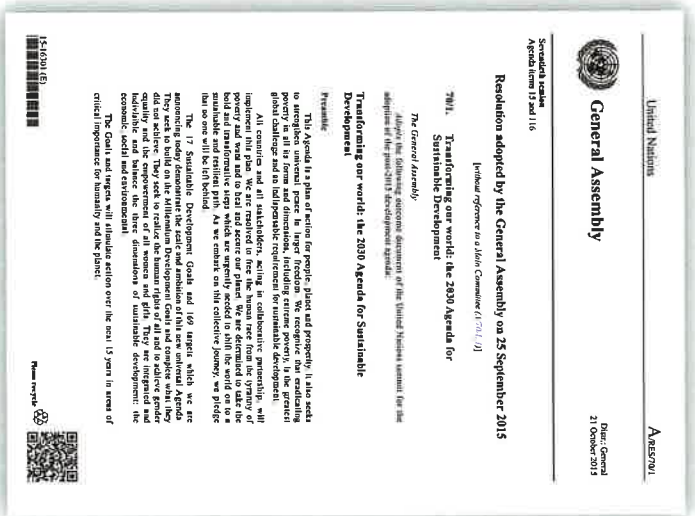 United Nations
A/RES/70/1
General Assembly
Distr.: General
21 October 2015
Seventieth session
Agenda items 15 and 116
Resolution adopted by the General Assembly on 25 September 2015
[without reference to a Main Committee (A/70/L.1)]
70/1. Transforming our world: the 2030 Agenda for
Sustainable Development
The General Assembly
Adopts the following outcome document of the United Nations summit for the
adoption of the post-2015 development agenda:
Transforming our world: the 2030 Agenda for Sustainable
Development
Preamble
This Agenda is a plan of action for people, planet and prosperity. It also seeks
to strengthen universal peace in larger freedom. We recognize that eradicating
poverty in all its forms and dimensions, including extreme poverty, is the greatest
global challenge and an indispensable requirement for sustainable development.
All countries and all stakeholders, acting in collaborative partnership, will
implement this plan. We are resolved to free the human race from the tyranny of
poverty and want and to heal and secure our planet. We are determined to take the
bold and transformative steps which are urgently needed to shift the world on to a
sustainable and resilient path. As we embark on this collective journey, we pledge
that no one will be left behind.
The 17 Sustainable Development Goals and 169 targets which we are
announcing today demonstrate the scale and ambition of this new universal Agenda.
They seek to build on the Millennium Development Goals and complete what they
did not achieve. They seek to realize the human rights of all and to achieve gender
equality and the empowerment of all women and girls. They are integrated and
indivisible and balance the three dimensions of sustainable development: the
economic, social and environmental.
The Goals and targets will stimulate action over the next 15 years in areas of
critical importance for humanity and the planet.
15-16301 (E)
Please recycle